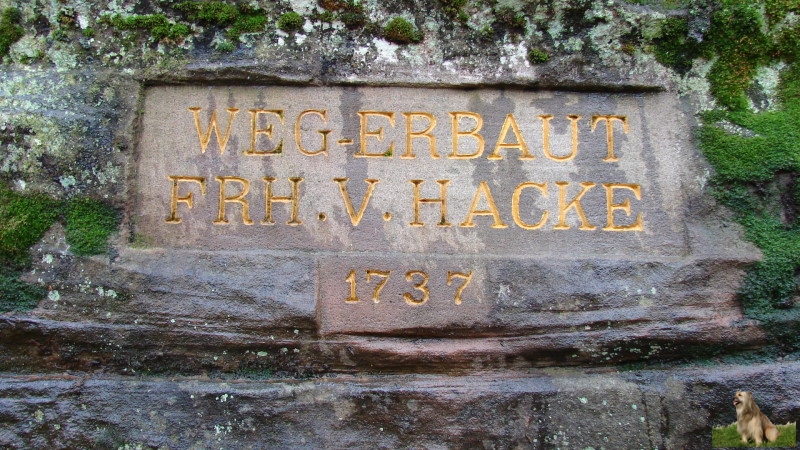 WEG-ERBAUT
FRH. V. HACKE
1737